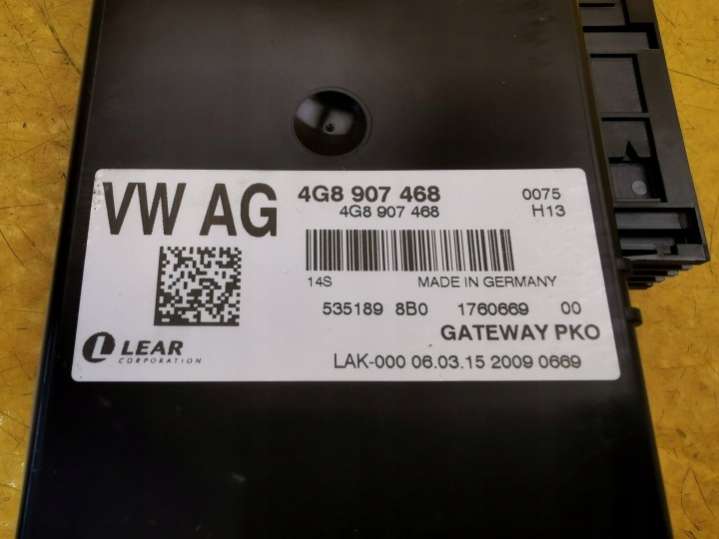 VW AG
4G8 907 468 0075
4G8 907 468 H13
14S MADE IN GERMANY
535189 8B0 1760669 00
GATEWAY PKO
LEAR
CORPORATION
LAK-000 06.03.15 2009 0669